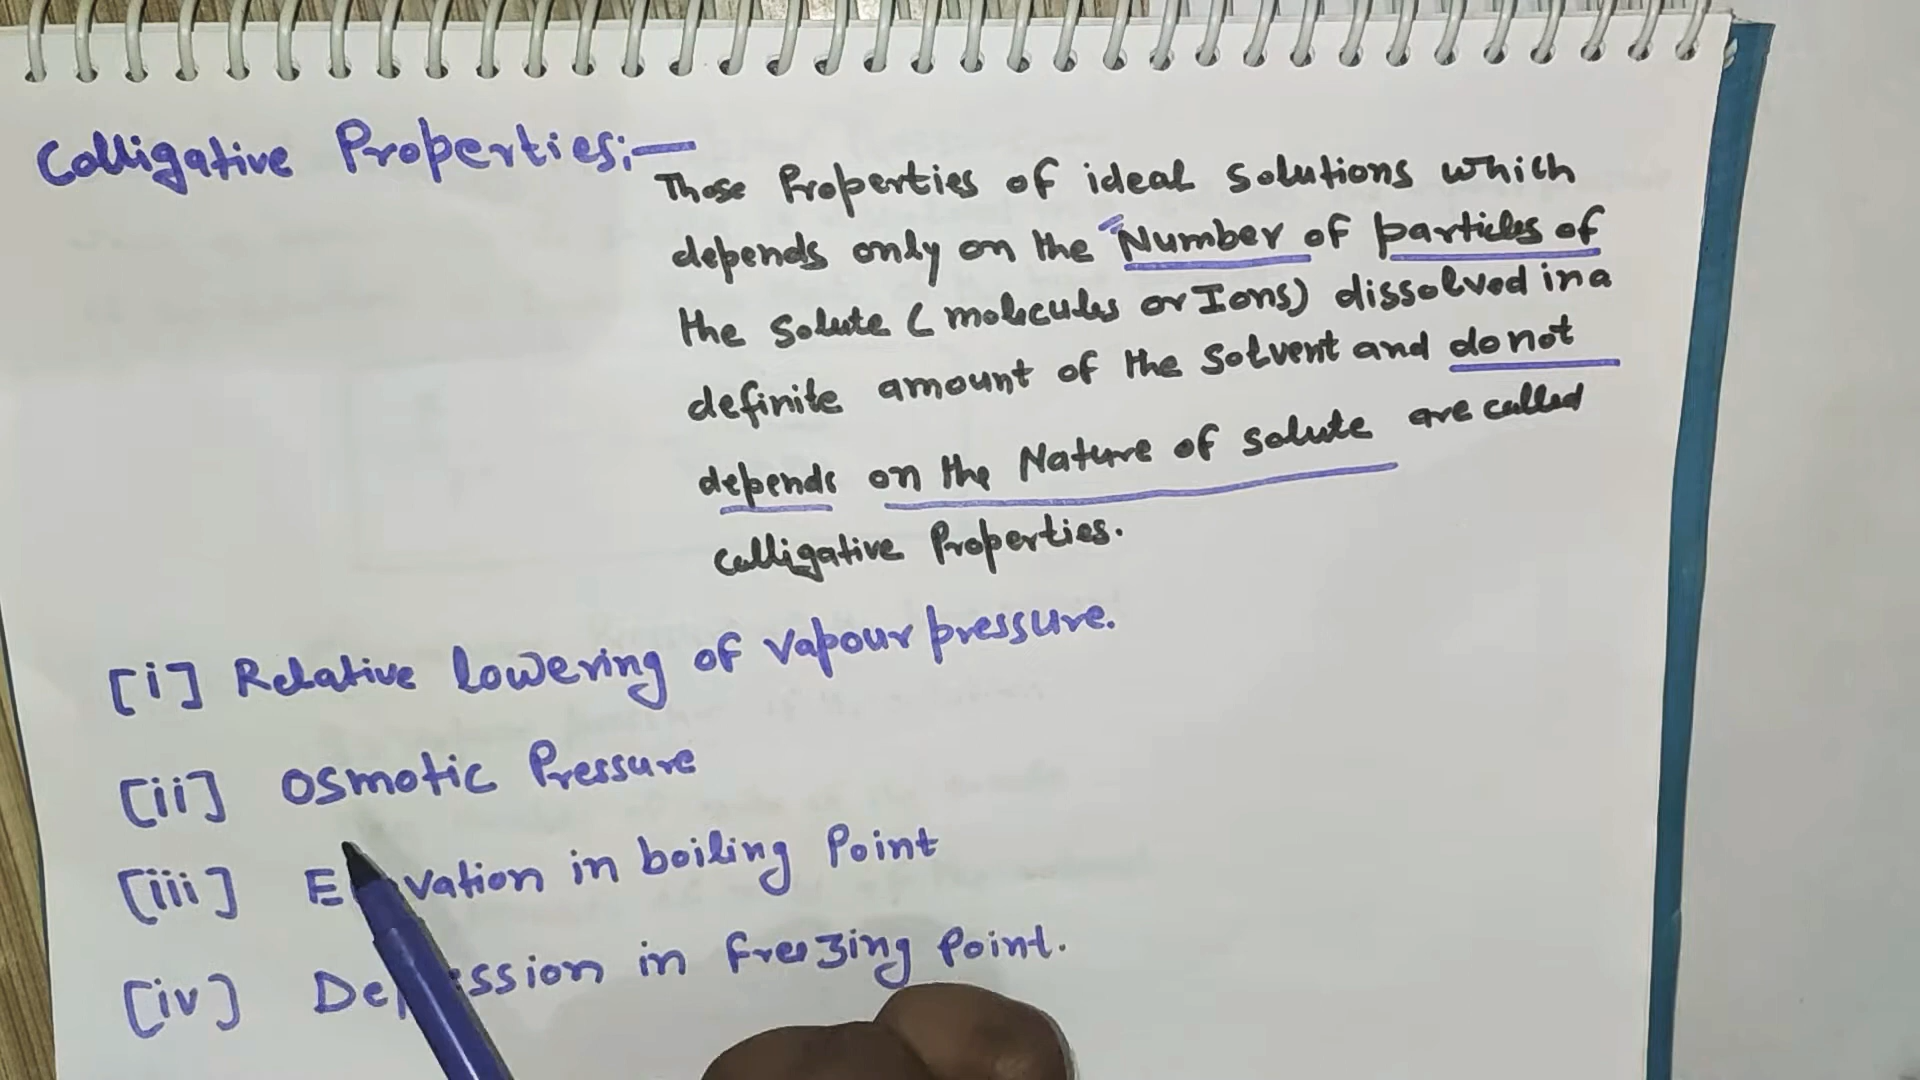 Colligative Properties:—
Those Properties of ideal solutions which
depends only on the "Number of particles of
the solute (molecules or Ions) dissolved in a
definite amount of the solvent and do not
depends on the Nature of solute are called
colligative Properties.
[i] Relative lowering of vapour pressure.
[ii] Osmotic Pressure
[iii] in boiling Point
[iv] in freezing Point.